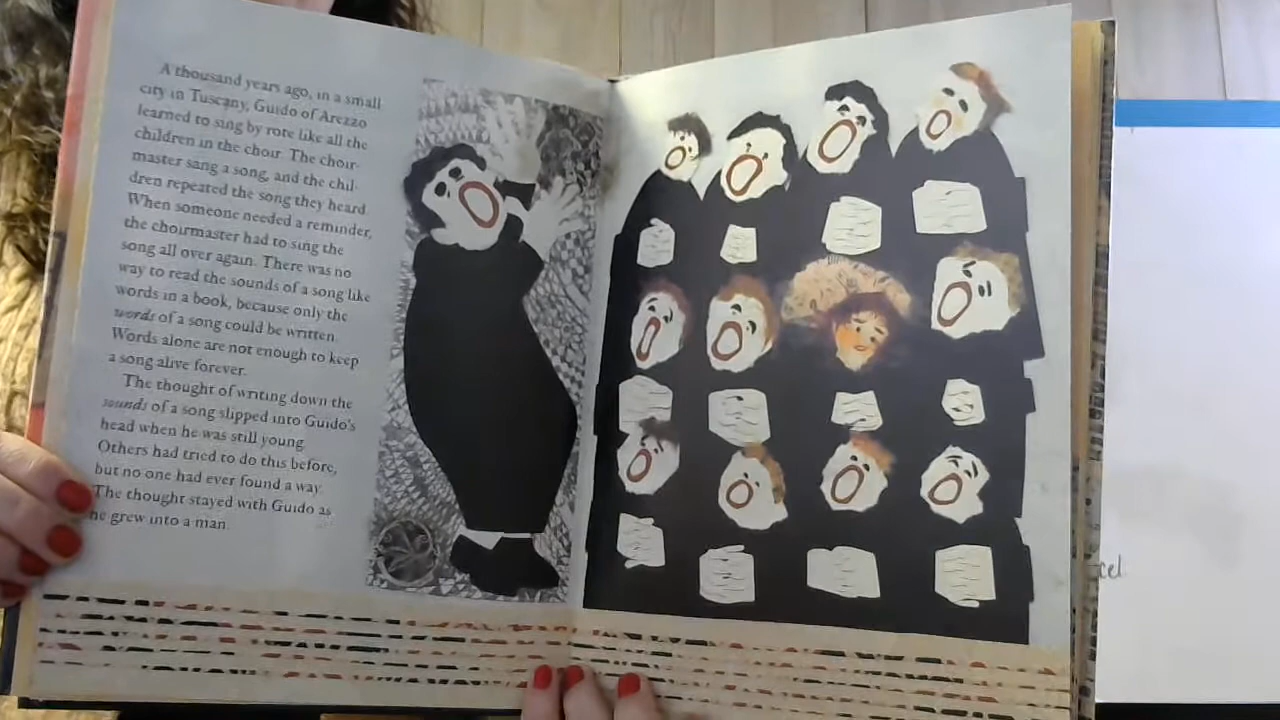 A thousand years ago, in a small
city in Tuscany, Guido of Arezzo
learned to sing by rote like all the
children in the choir. The choir-
master sang a song, and the chil-
dren repeated the song they heard.
When someone needed a reminder,
the choirmaster had to sing the
song all over again. There was no
way to read the sounds of a song like
words in a book, because only the
words of a song could be written.
Words alone are not enough to keep
a song alive forever.
The thought of writing down the
sounds of a song slipped into Guido's
head when he was still young.
Others had tried to do this before,
but no one had ever found a way.
The thought stayed with Guido as
he grew into a man.